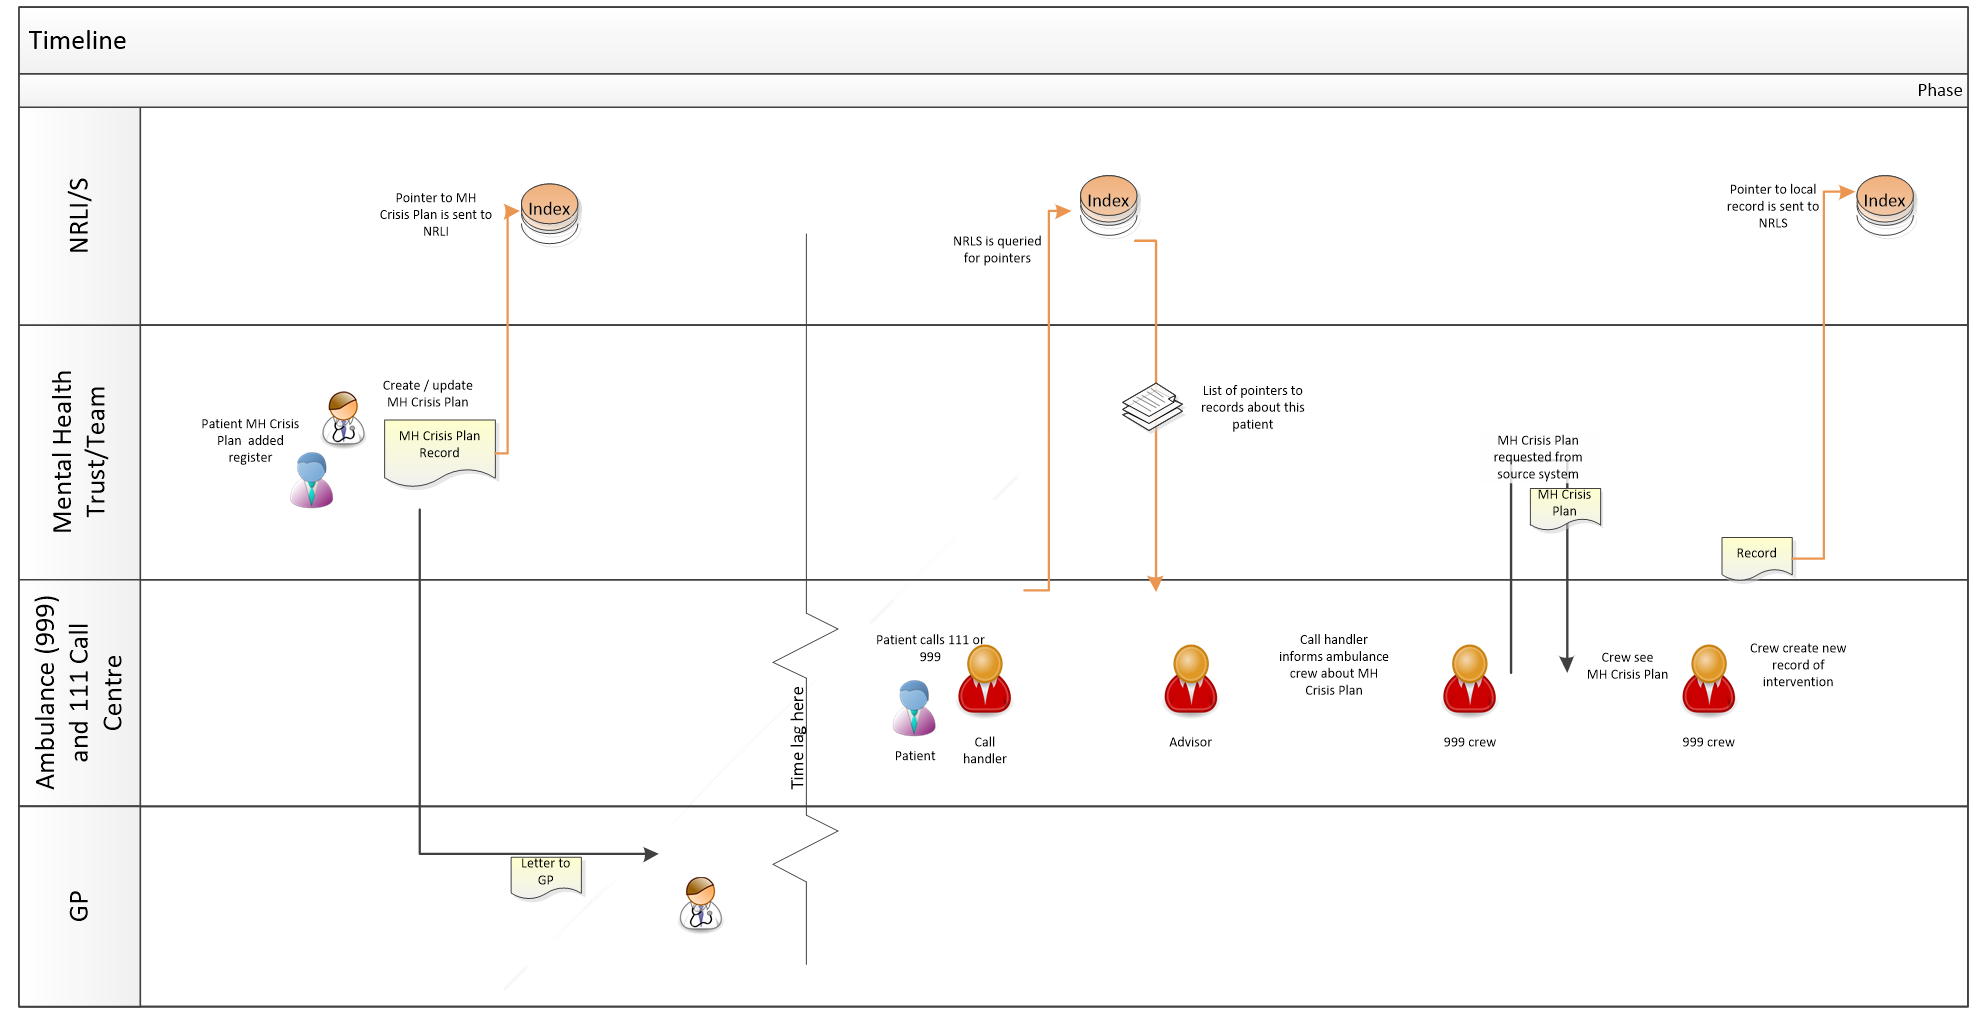 Timeline
Phase
NRLI/S
Pointer to MH
Crisis Plan is sent to
NRLI
Index
NRLS is queried
for pointers
Index
Pointer to local
record is sent to
NRLS
Index
Mental Health
Trust/Team
Patient MH Crisis
Plan added
register
Create / update
MH Crisis Plan
MH Crisis Plan
Record
List of pointers to
records about this
patient
MH Crisis Plan
requested from
source system
MH Crisis
Plan
Record
Ambulance (999)
and 111 Call
Centre
Time lag here
Patient calls 111 or
999
Patient
Call
handler
Advisor
Call handler
informs ambulance
crew about MH
Crisis Plan
999 crew
Crew see
MH Crisis Plan
999 crew
Crew create new
record of
intervention
GP
Letter to
GP